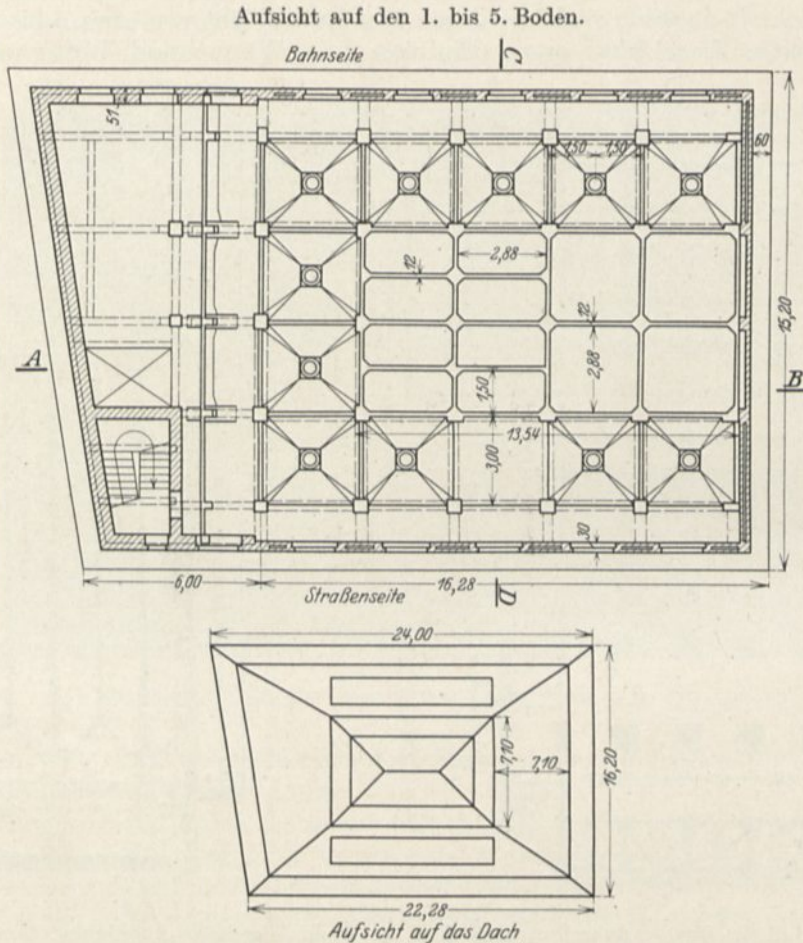 Aufsicht auf den 1. bis 5. Boden.
Bahnseite
C
51
1,50 1,50
60
2,88
12
15,20
12
A
2,88
B
1,50
13,54
3,00
30
6,00
16,28
Straßenseite
D
24,00
7,10
7,10
16,20
22,28
Aufsicht auf das Dach